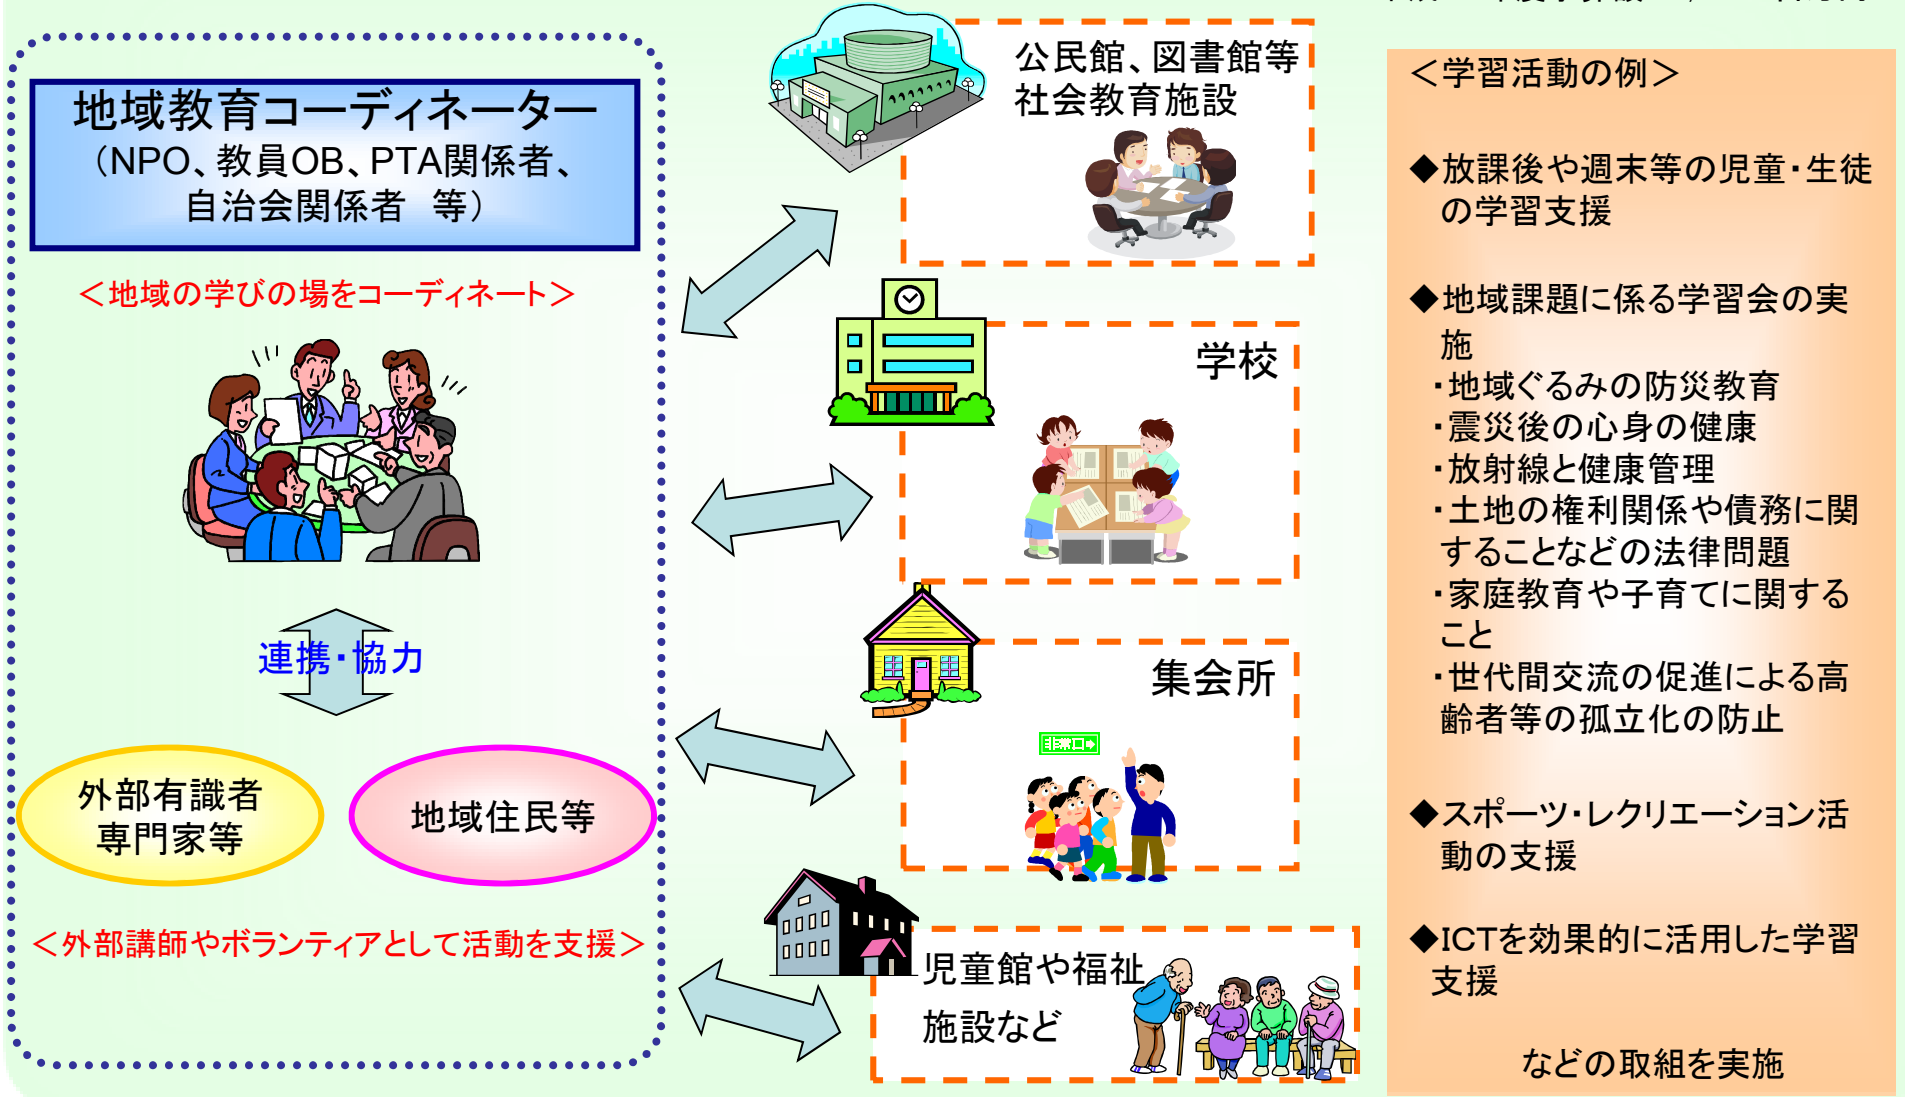 地域教育コーディネーター
（NPO、教員OB、PTA関係者、
自治会関係者　等）
＜地域の学びの場をコーディネート＞
連携・協力
外部有識者
専門家等
地域住民等
＜外部講師やボランティアとして活動を支援＞
公民館、図書館等
社会教育施設
学校
集会所
非常口
児童館や福祉
施設など
＜学習活動の例＞
◆放課後や週末等の児童・生徒
の学習支援
◆地域課題に係る学習会の実
施
・地域ぐるみの防災教育
・震災後の心身の健康
・放射線と健康管理
・土地の権利関係や債務に関
することなどの法律問題
・家庭教育や子育てに関する
こと
・世代間交流の促進による高
齢者等の孤立化の防止
◆スポーツ・レクリエーション活
動の支援
◆ICTを効果的に活用した学習
支援
などの取組を実施